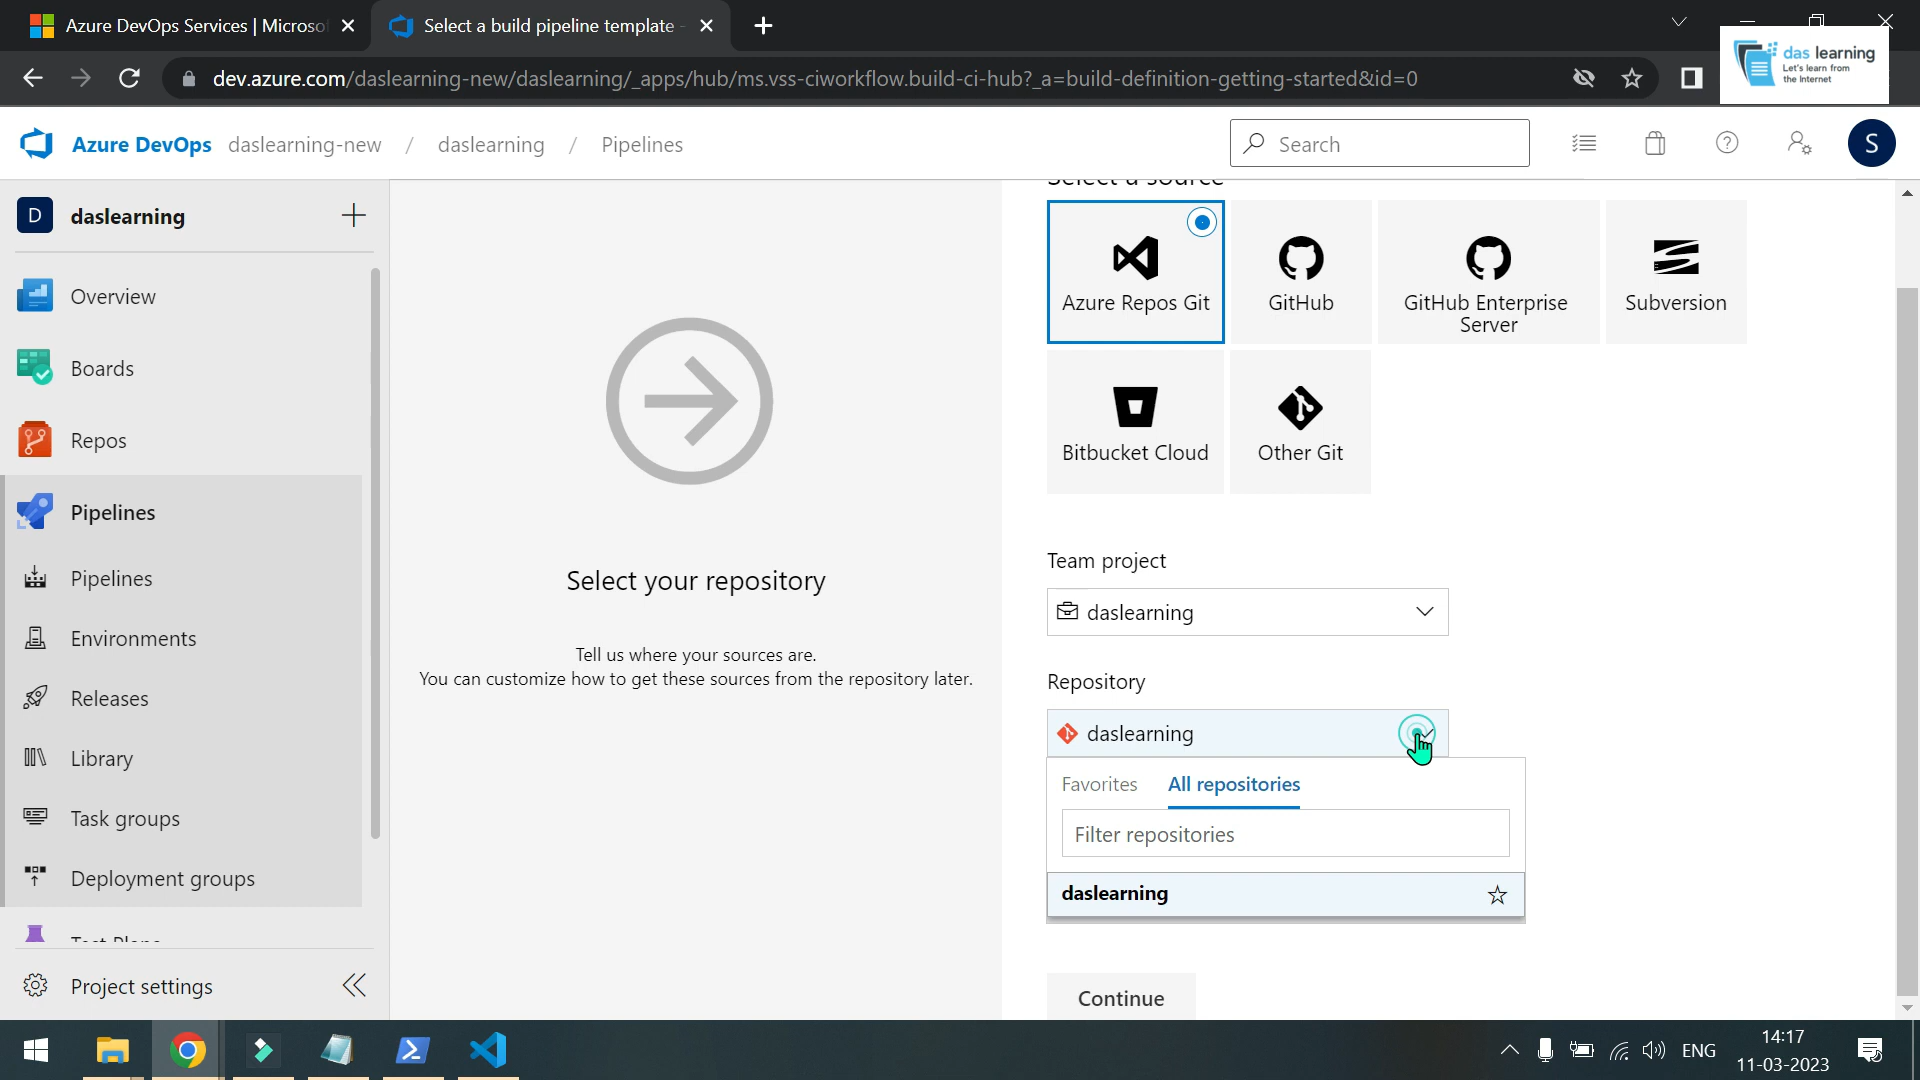 Azure DevOps Services | Microso
Select a build pipeline template -
das learning
Let's learn from
the Internet
dev.azure.com/daslearning-new/daslearning/_apps/hub/ms.vss-ciworkflow.build-ci-hub?_a=build-definition-getting-started&id=0
Azure DevOps daslearning-new / daslearning / Pipelines
Search
S
D daslearning
Overview
Boards
Repos
Pipelines
Pipelines
Environments
Releases
Library
Task groups
Deployment groups
Test Plans
Project settings
Select your repository
Tell us where your sources are.
You can customize how to get these sources from the repository later.
Select a source
Azure Repos Git
GitHub
GitHub Enterprise
Server
Subversion
Bitbucket Cloud
Other Git
Team project
daslearning
Repository
daslearning
Favorites All repositories
Filter repositories
daslearning
Continue
ENG
14:17
11-03-2023